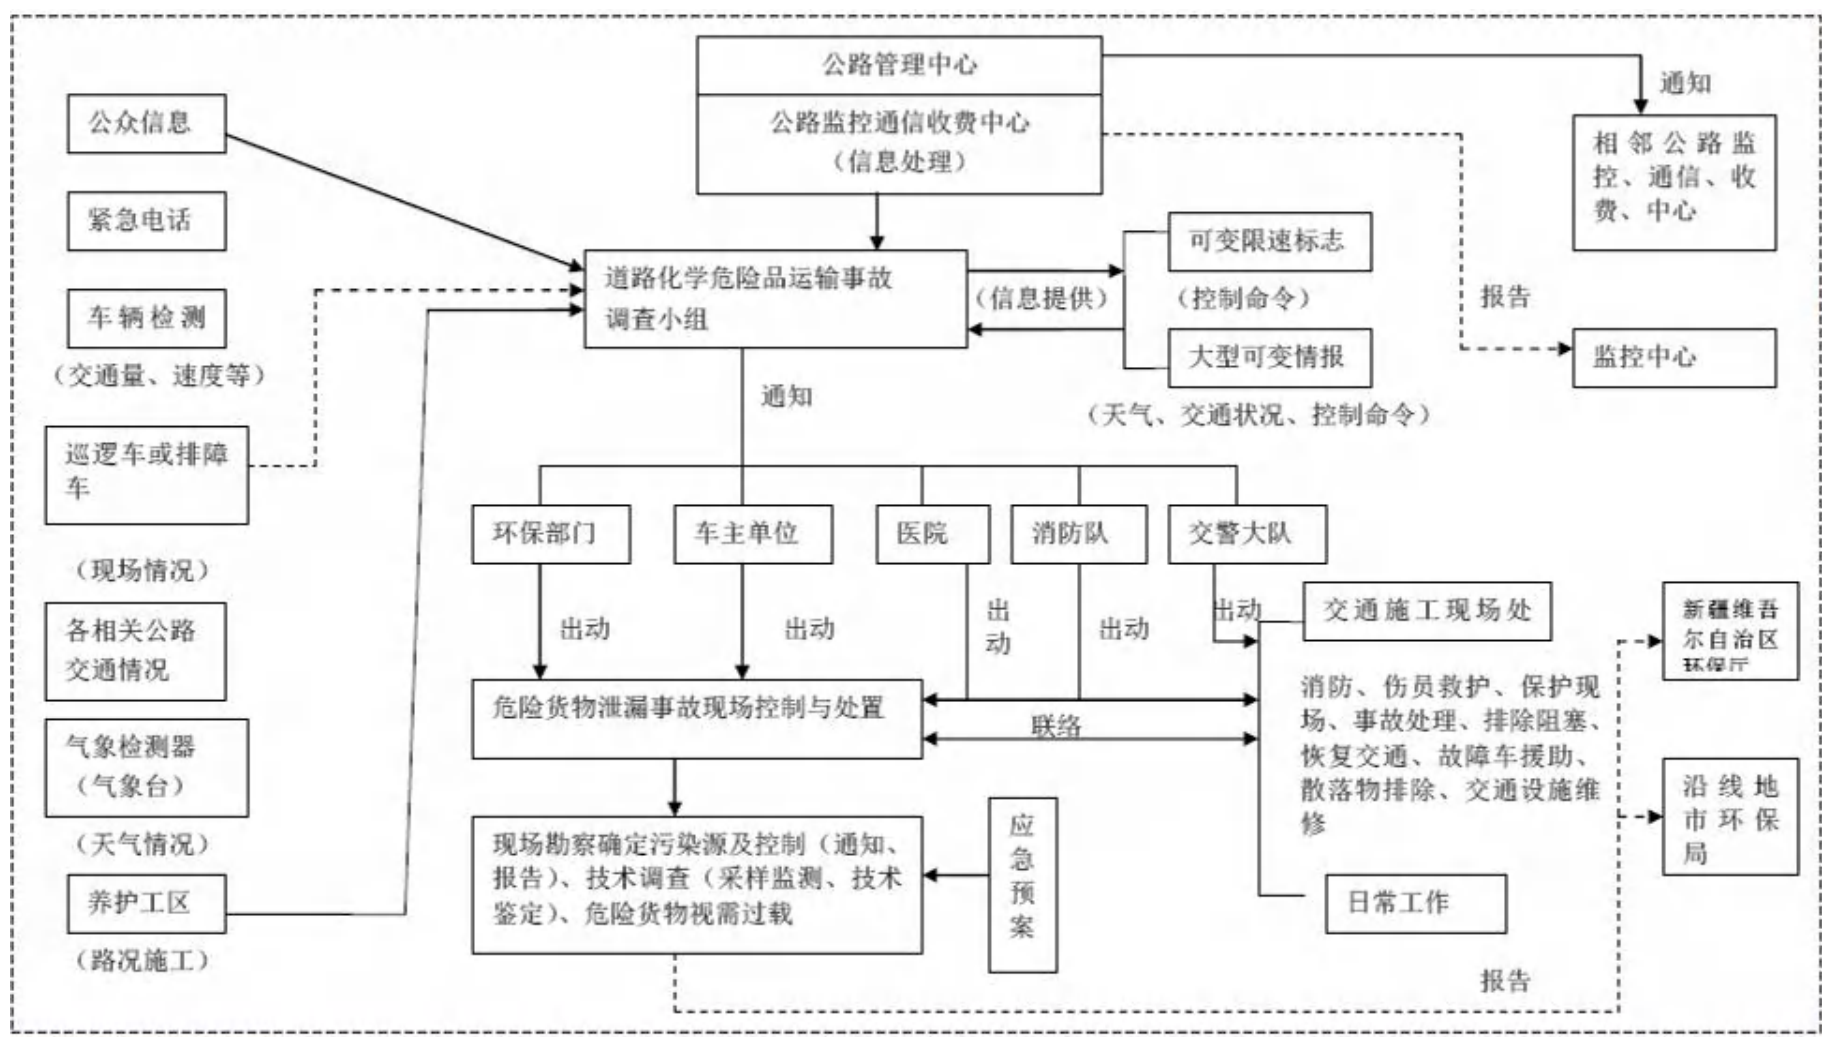 公路管理中心
公路监控通信收费中心
（信息处理）
通知
相邻公路监
控、通信、收
费、中心
公众信息
紧急电话
车辆检测
（交通量、速度等）
巡逻车或排障
车
（现场情况）
各相关公路
交通情况
气象检测器
（气象台）
（天气情况）
养护工区
（路况施工）
道路化学危险品运输事故
调查小组
（信息提供）
可变限速标志
（控制命令）
大型可变情报
（天气、交通状况、控制命令）
报告
监控中心
通知
环保部门
车主单位
医院
消防队
交警大队
出动
出动
出
动
出动
出动
交通施工现场处
危险货物泄漏事故现场控制与处置
联络
消防、伤员救护、保护现
场、事故处理、排除阻塞、
恢复交通、故障车援助、
散落物排除、交通设施维
修
日常工作
现场勘察确定污染源及控制（通知、
报告）、技术调查（采样监测、技术
鉴定）、危险货物视需过载
应
急
预
案
新疆维吾
尔自治区
环保厅
沿线地
市环保
局
报告